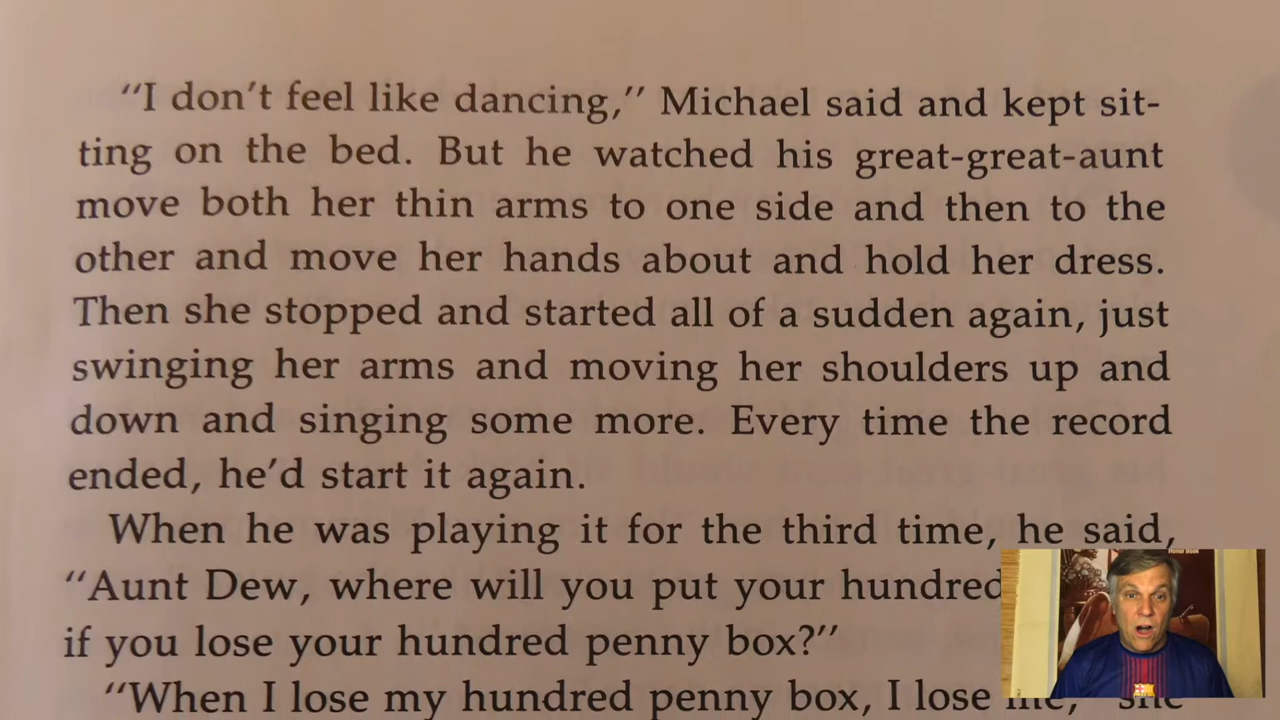 “I don’t feel like dancing,” Michael said and kept sit-
ting on the bed. But he watched his great-great-aunt
move both her thin arms to one side and then to the
other and move her hands about and hold her dress.
Then she stopped and started all of a sudden again, just
swinging her arms and moving her shoulders up and
down and singing some more. Every time the record
ended, he’d start it again.
When he was playing it for the third time, he said,
“Aunt Dew, where will you put your hundred
if you lose your hundred penny box?”
“When I lose my hundred penny box, I lose me,” she
Honor Book